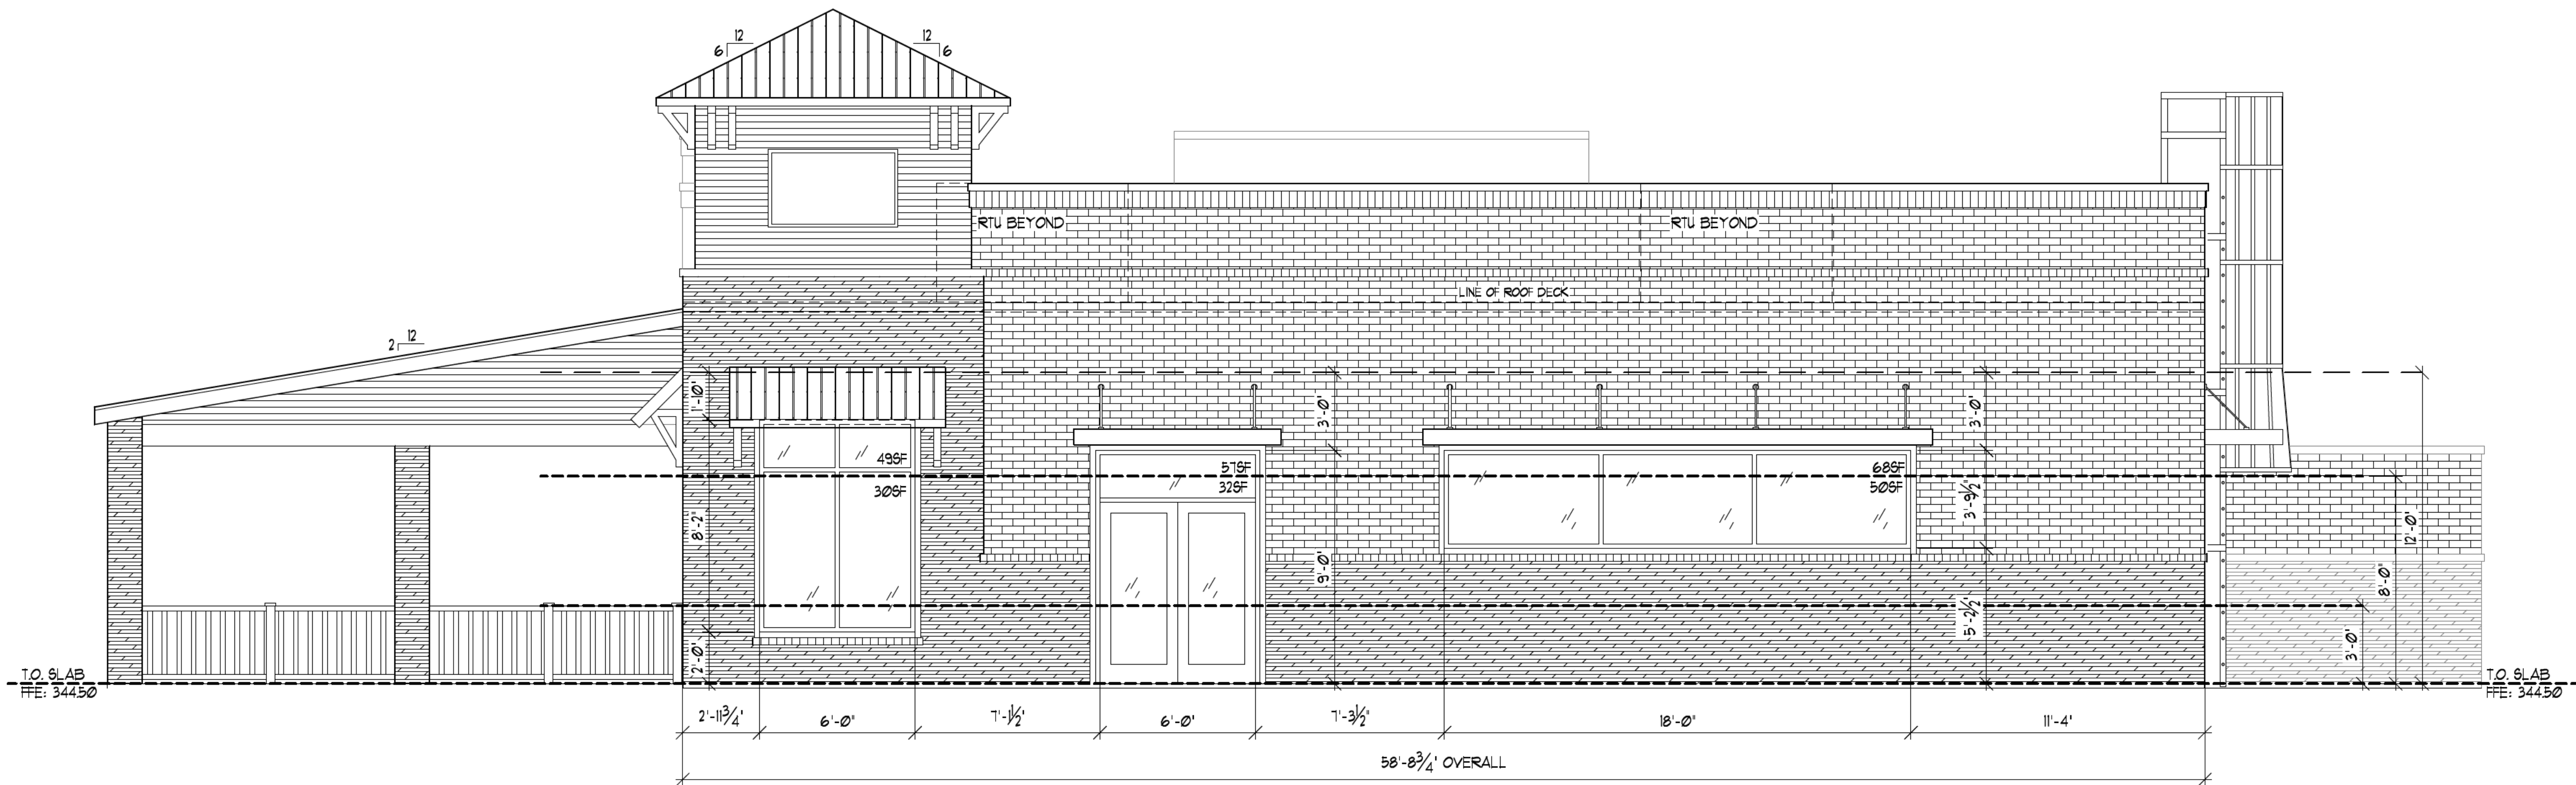 12
6
12
6
RTU BEYOND
RTU BEYOND
LINE OF ROOF DECK
12
2
1'-10"
3'-0"
3'-0"
49SF
30SF
57SF
32SF
68SF
50SF
3'-9½"
8'-2"
9'-0"
12'-0"
8'-0"
5'-2½"
3'-0"
2'-0"
T.O. SLAB
FFE: 344.50
T.O. SLAB
FFE: 344.50
2'-11¾"
6'-0"
7'-1½"
6'-0"
7'-3½"
18'-0"
11'-4"
58'-8¾" OVERALL